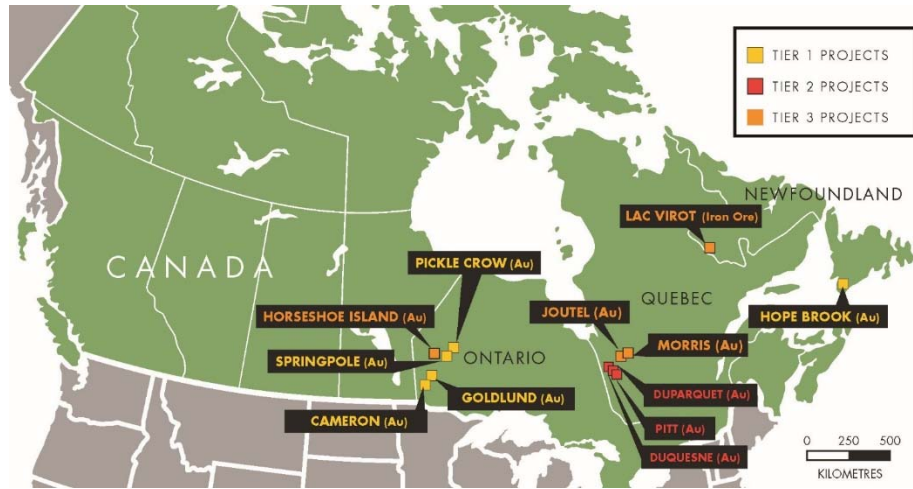 TIER 1 PROJECTS
TIER 2 PROJECTS
TIER 3 PROJECTS
NEWFOUNDLAND
LAC VIROT (Iron Ore)
CANADA
PICKLE CROW (Au)
QUEBEC
HORSESHOE ISLAND (Au)
JOUTEL (Au)
HOPE BROOK (Au)
MORRIS (Au)
SPRINGPOLE (Au)
ONTARIO
DUPARQUET (Au)
GOLDLUND (Au)
CAMERON (Au)
PITT (Au)
DUQUESNE (Au)
0 250 500
KILOMETRES